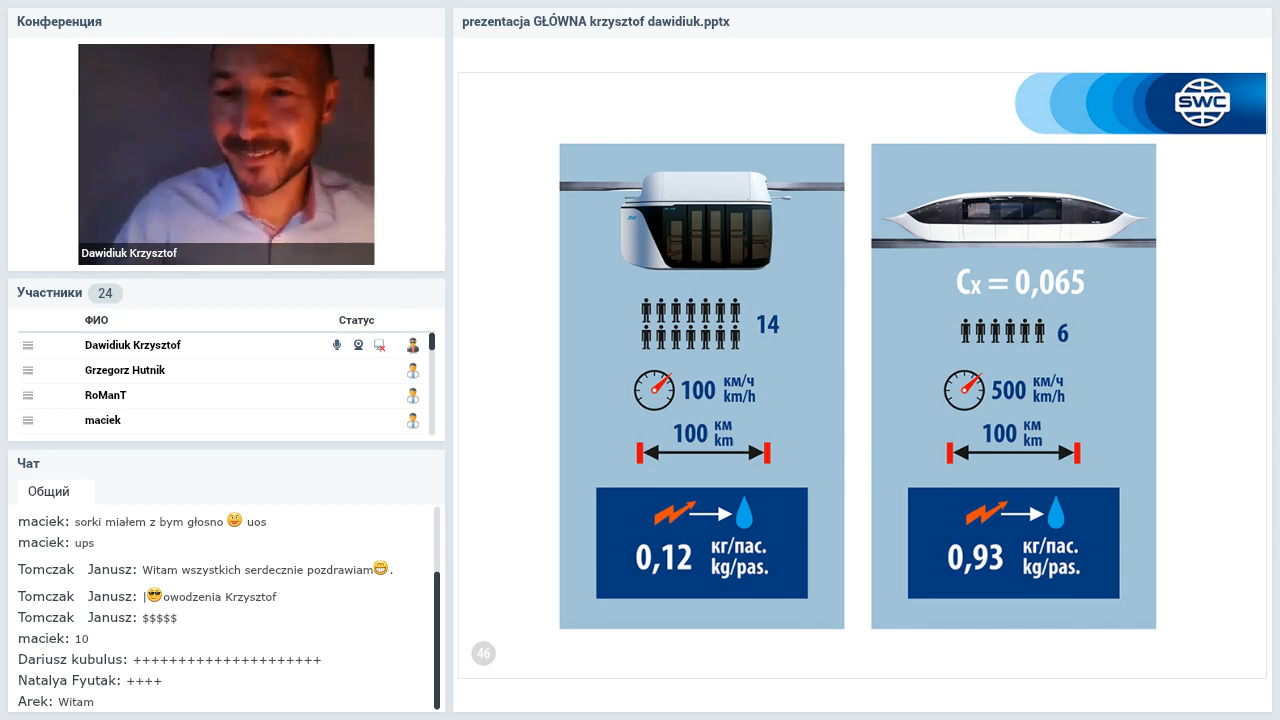 Конференция
Dawidiuk Krzysztof
Участники 24
ФИО Статус
Dawidiuk Krzysztof
Grzegorz Hutnik
RoManT
maciek
Чат
Общий
maciek: sorki miałem z bym głosno uos
maciek: ups
Tomczak Janusz: Witam wszystkich serdecznie pozdrawiam.
Tomczak Janusz: |owodzenia Krzysztof
Tomczak Janusz: $$$$$
maciek: 10
Dariusz kubulus: +++++++++++++++++++++
Natalya Fyutak: ++++
Arek: Witam
prezentacja GŁÓWNA krzysztof dawidiuk.pptx
SWC
14
100 км/ч km/h
100 км km
0,12 кг/пас. kg/pas.
Cx = 0,065
6
500 км/ч km/h
100 км km
0,93 кг/пас. kg/pas.
46